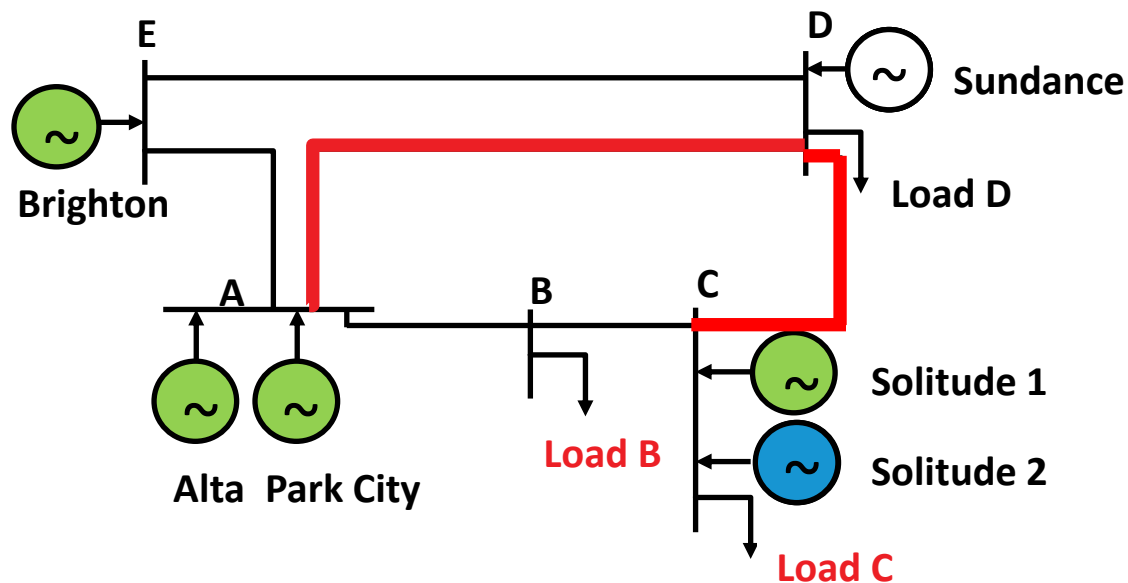 E
D
Sundance
Brighton
Load D
A
B
C
Solitude 1
Load B
Solitude 2
Alta Park City
Load C
~
~
~
~
~
~